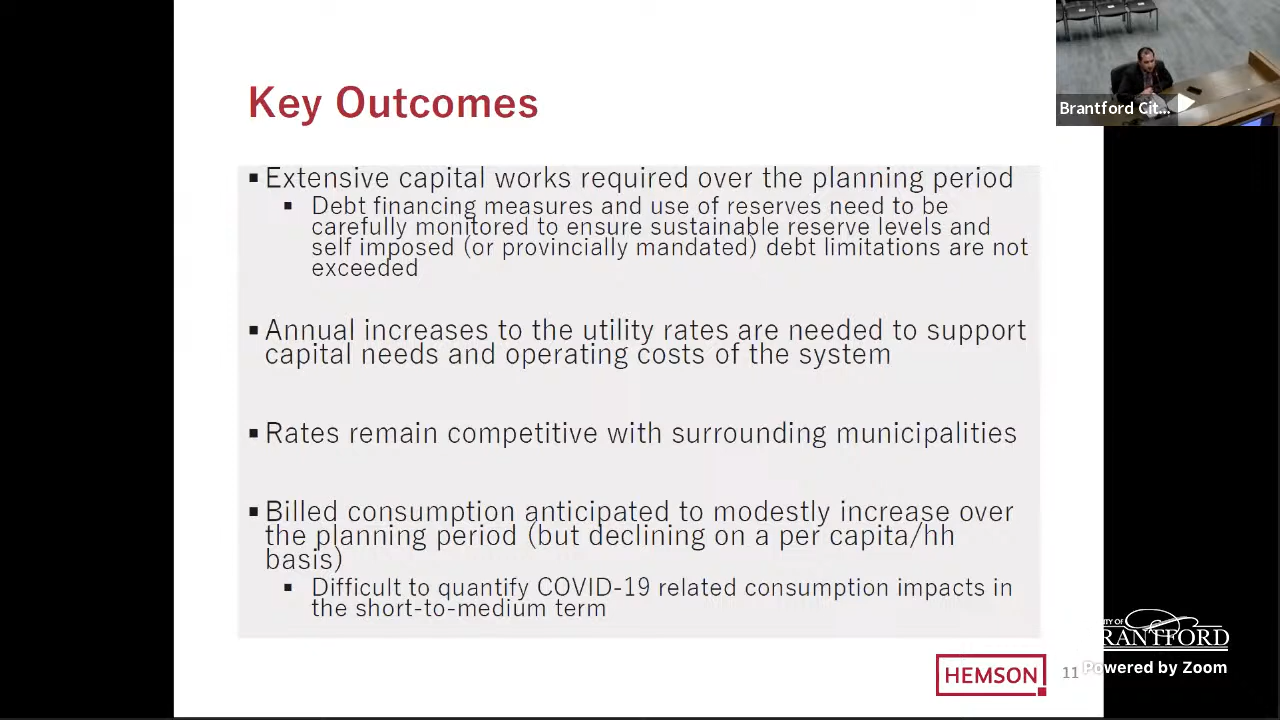 Key Outcomes
▪ Extensive capital works required over the planning period
▪ Debt financing measures and use of reserves need to be
carefully monitored to ensure sustainable reserve levels and
self imposed (or provincially mandated) debt limitations are not
exceeded
▪ Annual increases to the utility rates are needed to support
capital needs and operating costs of the system
▪ Rates remain competitive with surrounding municipalities
▪ Billed consumption anticipated to modestly increase over
the planning period (but declining on a per capita/hh
basis)
▪ Difficult to quantify COVID-19 related consumption impacts in
the short-to-medium term
HEMSON
11
Brantford Cit...
RANTFORD
Powered by Zoom